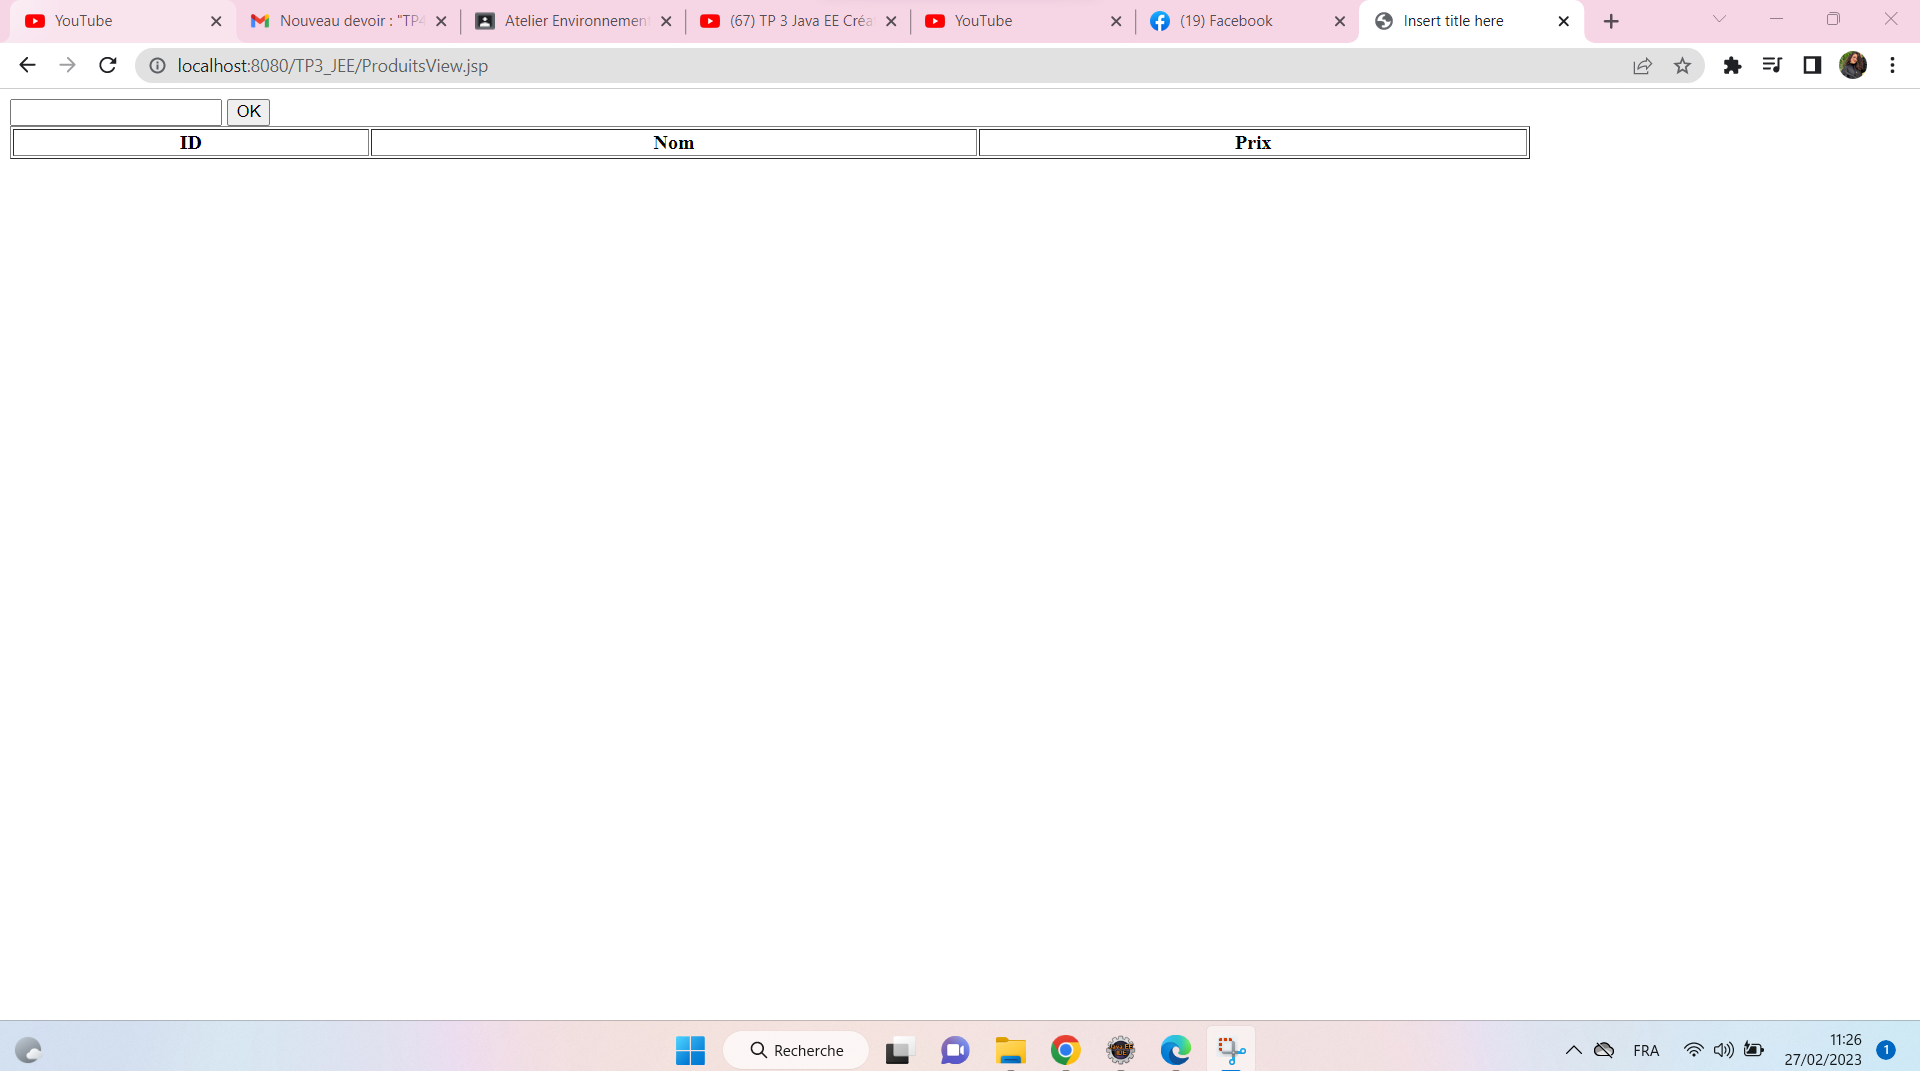 YouTube
Nouveau devoir : "TP4
Atelier Environnement
(67) TP 3 Java EE Créa
YouTube
(19) Facebook
Insert title here
localhost:8080/TP3_JEE/ProduitsView.jsp
OK
ID Nom Prix
Recherche
FRA
11:26
27/02/2023
1